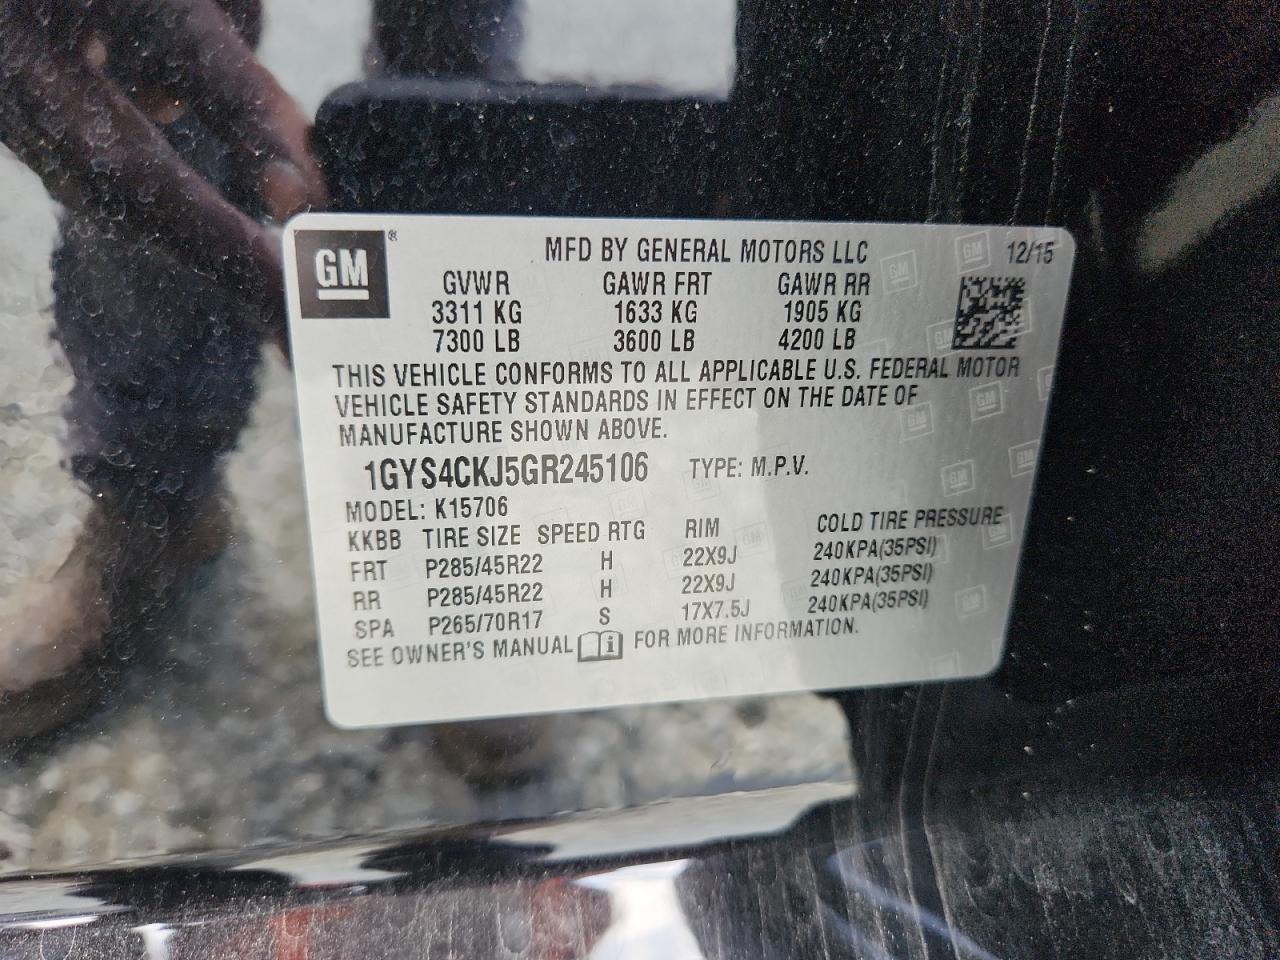 GM ®
MFD BY GENERAL MOTORS LLC 12/15
GVWR GAWR FRT GAWR RR
3311 KG 1633 KG 1905 KG
7300 LB 3600 LB 4200 LB
THIS VEHICLE CONFORMS TO ALL APPLICABLE U.S. FEDERAL MOTOR
VEHICLE SAFETY STANDARDS IN EFFECT ON THE DATE OF
MANUFACTURE SHOWN ABOVE.
1GYS4CKJ5GR245106 TYPE: M.P.V.
MODEL: K15706
KKBB TIRE SIZE SPEED RTG RIM COLD TIRE PRESSURE
FRT P285/45R22 H 22X9J 240KPA(35PSI)
RR P285/45R22 H 22X9J 240KPA(35PSI)
SPA P265/70R17 S 17X7.5J 240KPA(35PSI)
SEE OWNER'S MANUAL FOR MORE INFORMATION.